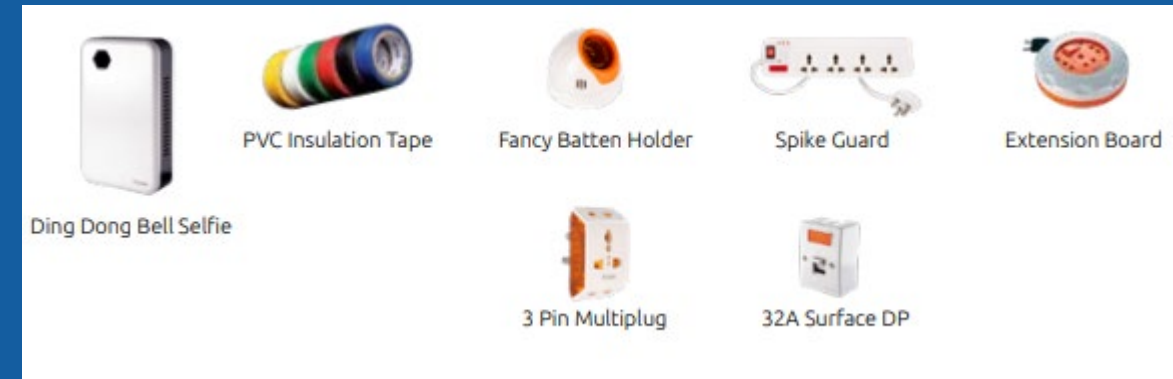 PVC Insulation Tape
Fancy Batten Holder
Spike Guard
Extension Board
Ding Dong Bell Selfie
3 Pin Multiplug
32A Surface DP